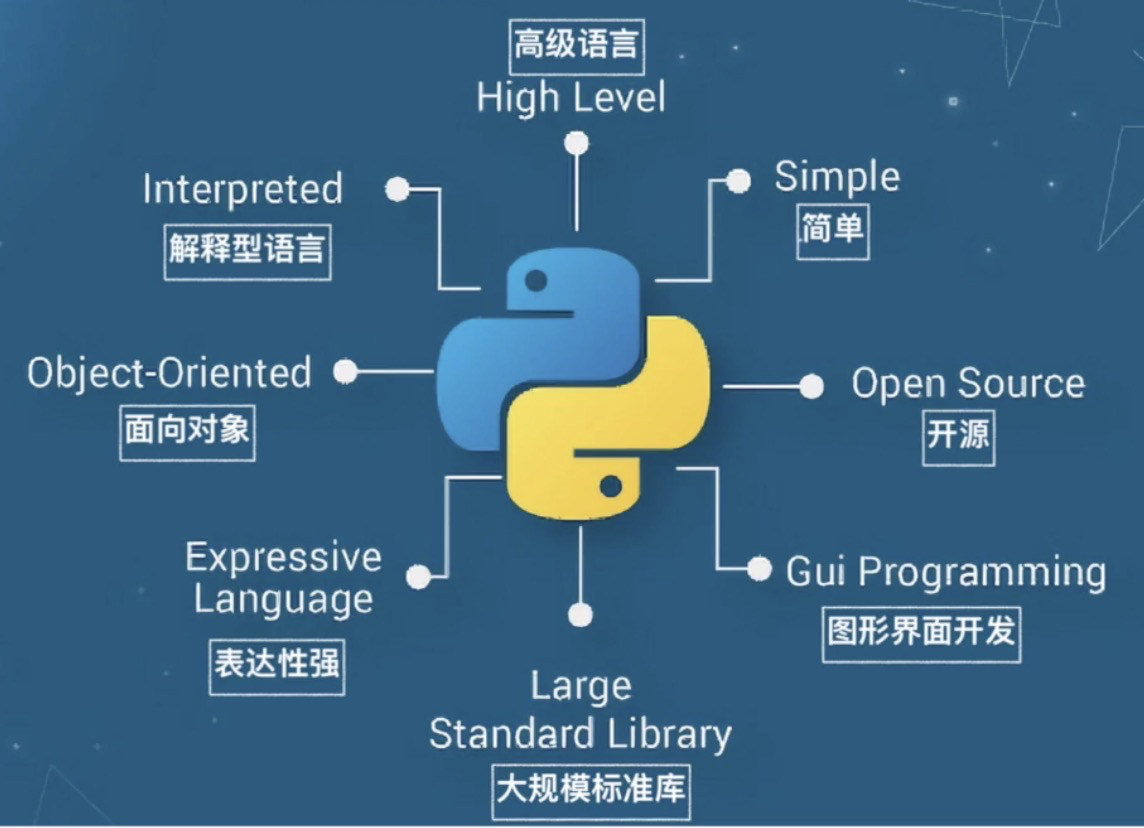 高级语言
High Level
Interpreted
解释型语言
Simple
简单
Object-Oriented
面向对象
Open Source
开源
Expressive
Language
表达性强
Gui Programming
图形界面开发
Large
Standard Library
大规模标准库